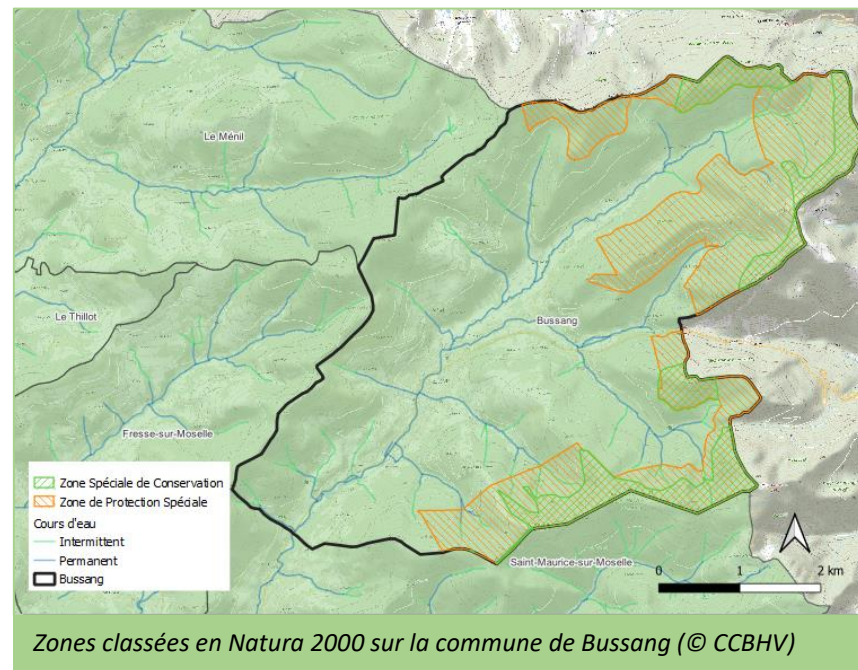 Le Ménil
Le Thillot
Bussang
Fresse-sur-Moselle
Saint-Maurice-sur-Moselle
Zone Spéciale de Conservation
Zone de Protection Spéciale
Cours d'eau
Intermittent
Permanent
Bussang
0 1 2 km
Zones classées en Natura 2000 sur la commune de Bussang (© CCBHV)